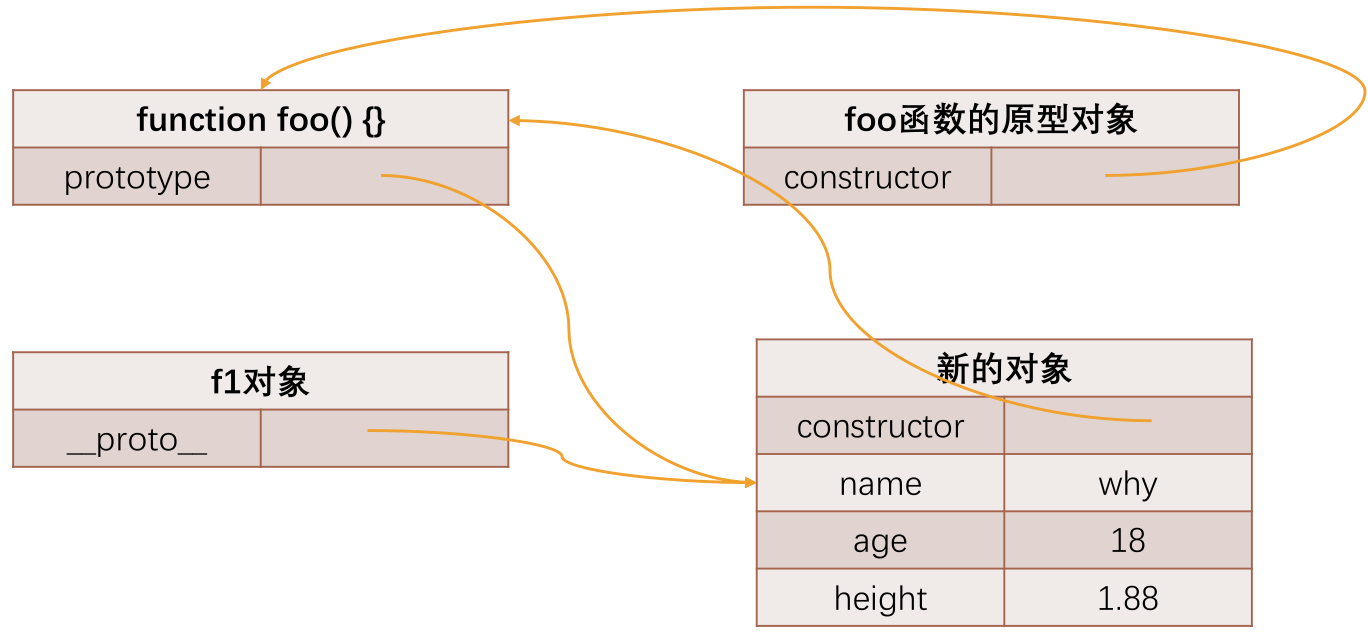 function foo() {}
prototype
foo函数的原型对象
constructor
f1对象
__proto__
新的对象
constructor
name why
age 18
height 1.88